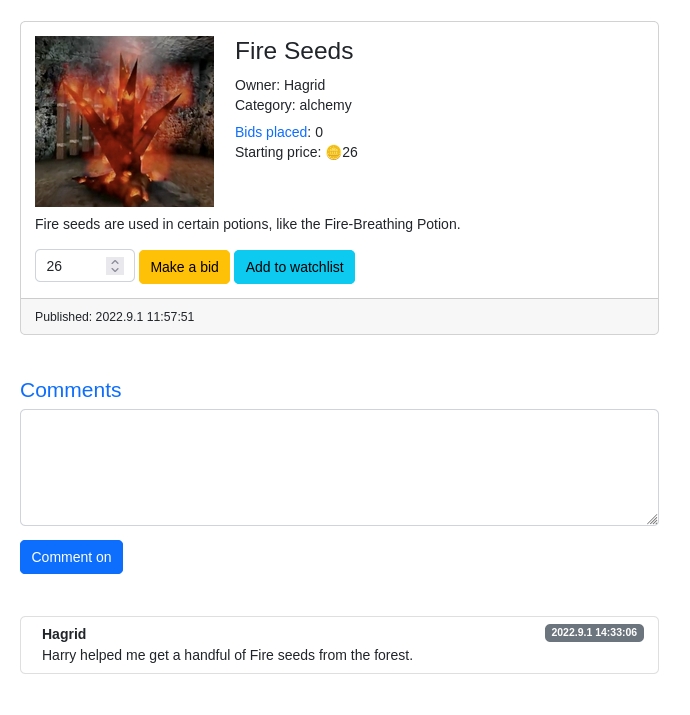 Fire Seeds
Owner: Hagrid
Category: alchemy
Bids placed: 0
Starting price: 🪙26
Fire seeds are used in certain potions, like the Fire-Breathing Potion.
26 Make a bid Add to watchlist
Published: 2022.9.1 11:57:51
Comments
Comment on
Hagrid 2022.9.1 14:33:06
Harry helped me get a handful of Fire seeds from the forest.